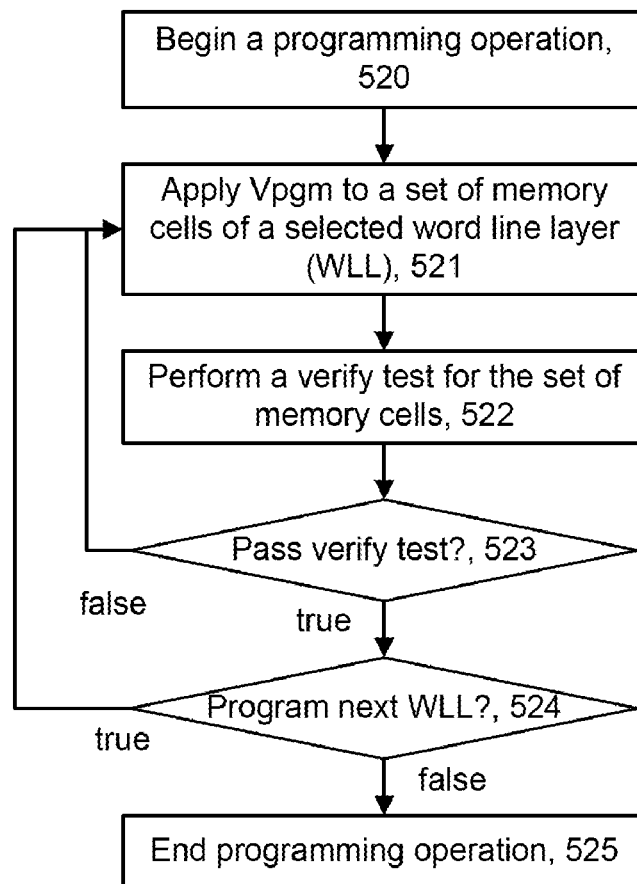 Begin a programming operation,
520
Apply Vpgm to a set of memory
cells of a selected word line layer
(WLL), 521
Perform a verify test for the set of
memory cells, 522
Pass verify test?, 523
false
true
Program next WLL?, 524
true
false
End programming operation, 525